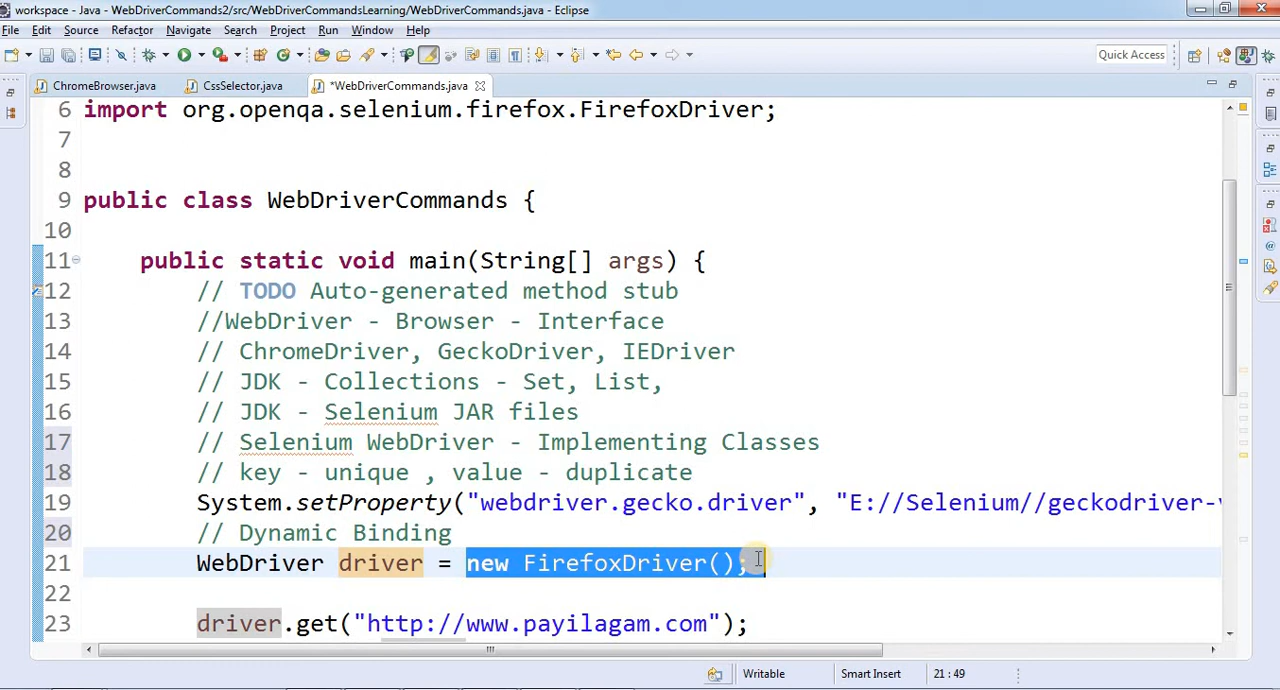 workspace - Java - WebDriverCommands2/src/WebDriverCommandsLearning/WebDriverCommands.java - Eclipse
File Edit Source Refactor Navigate Search Project Run Window Help
Quick Access
ChromeBrowser.java CssSelector.java *WebDriverCommands.java
6 import org.openqa.selenium.firefox.FirefoxDriver;
7
8
9 public class WebDriverCommands {
10
11 public static void main(String[] args) {
12 // TODO Auto-generated method stub
13 //WebDriver - Browser - Interface
14 // ChromeDriver, GeckoDriver, IEDriver
15 // JDK - Collections - Set, List,
16 // JDK - Selenium JAR files
17 // Selenium WebDriver - Implementing Classes
18 // key - unique , value - duplicate
19 System.setProperty("webdriver.gecko.driver", "E://Selenium//geckodriver-
20 // Dynamic Binding
21 WebDriver driver = new FirefoxDriver();
22
23 driver.get("http://www.payilagam.com");
Writable Smart Insert 21 : 49